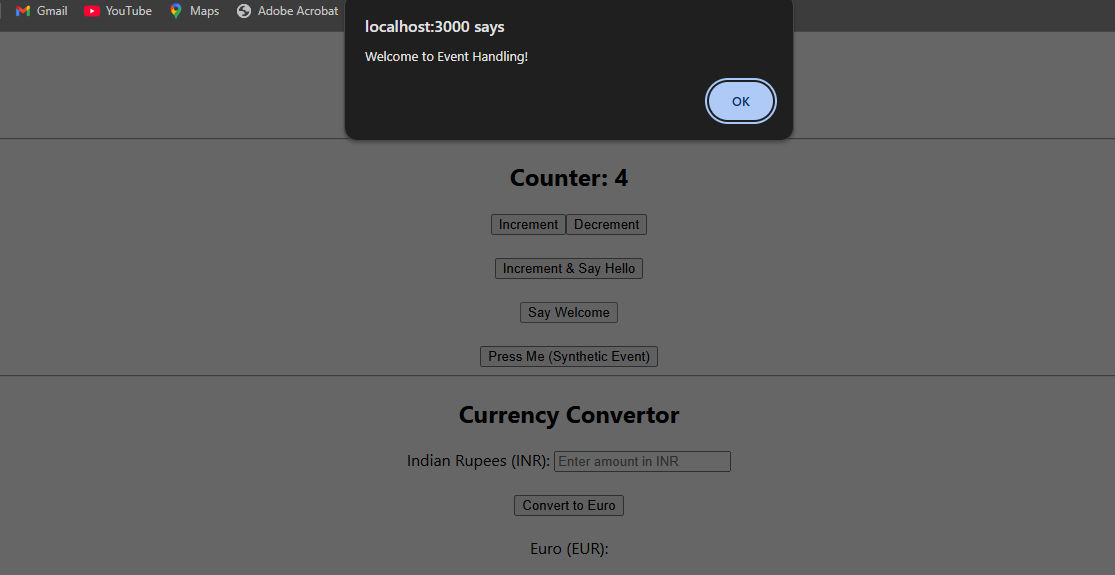 Gmail YouTube Maps Adobe Acrobat
localhost:3000 says
Welcome to Event Handling!
OK
Counter: 4
Increment Decrement
Increment & Say Hello
Say Welcome
Press Me (Synthetic Event)
Currency Convertor
Indian Rupees (INR): Enter amount in INR
Convert to Euro
Euro (EUR):